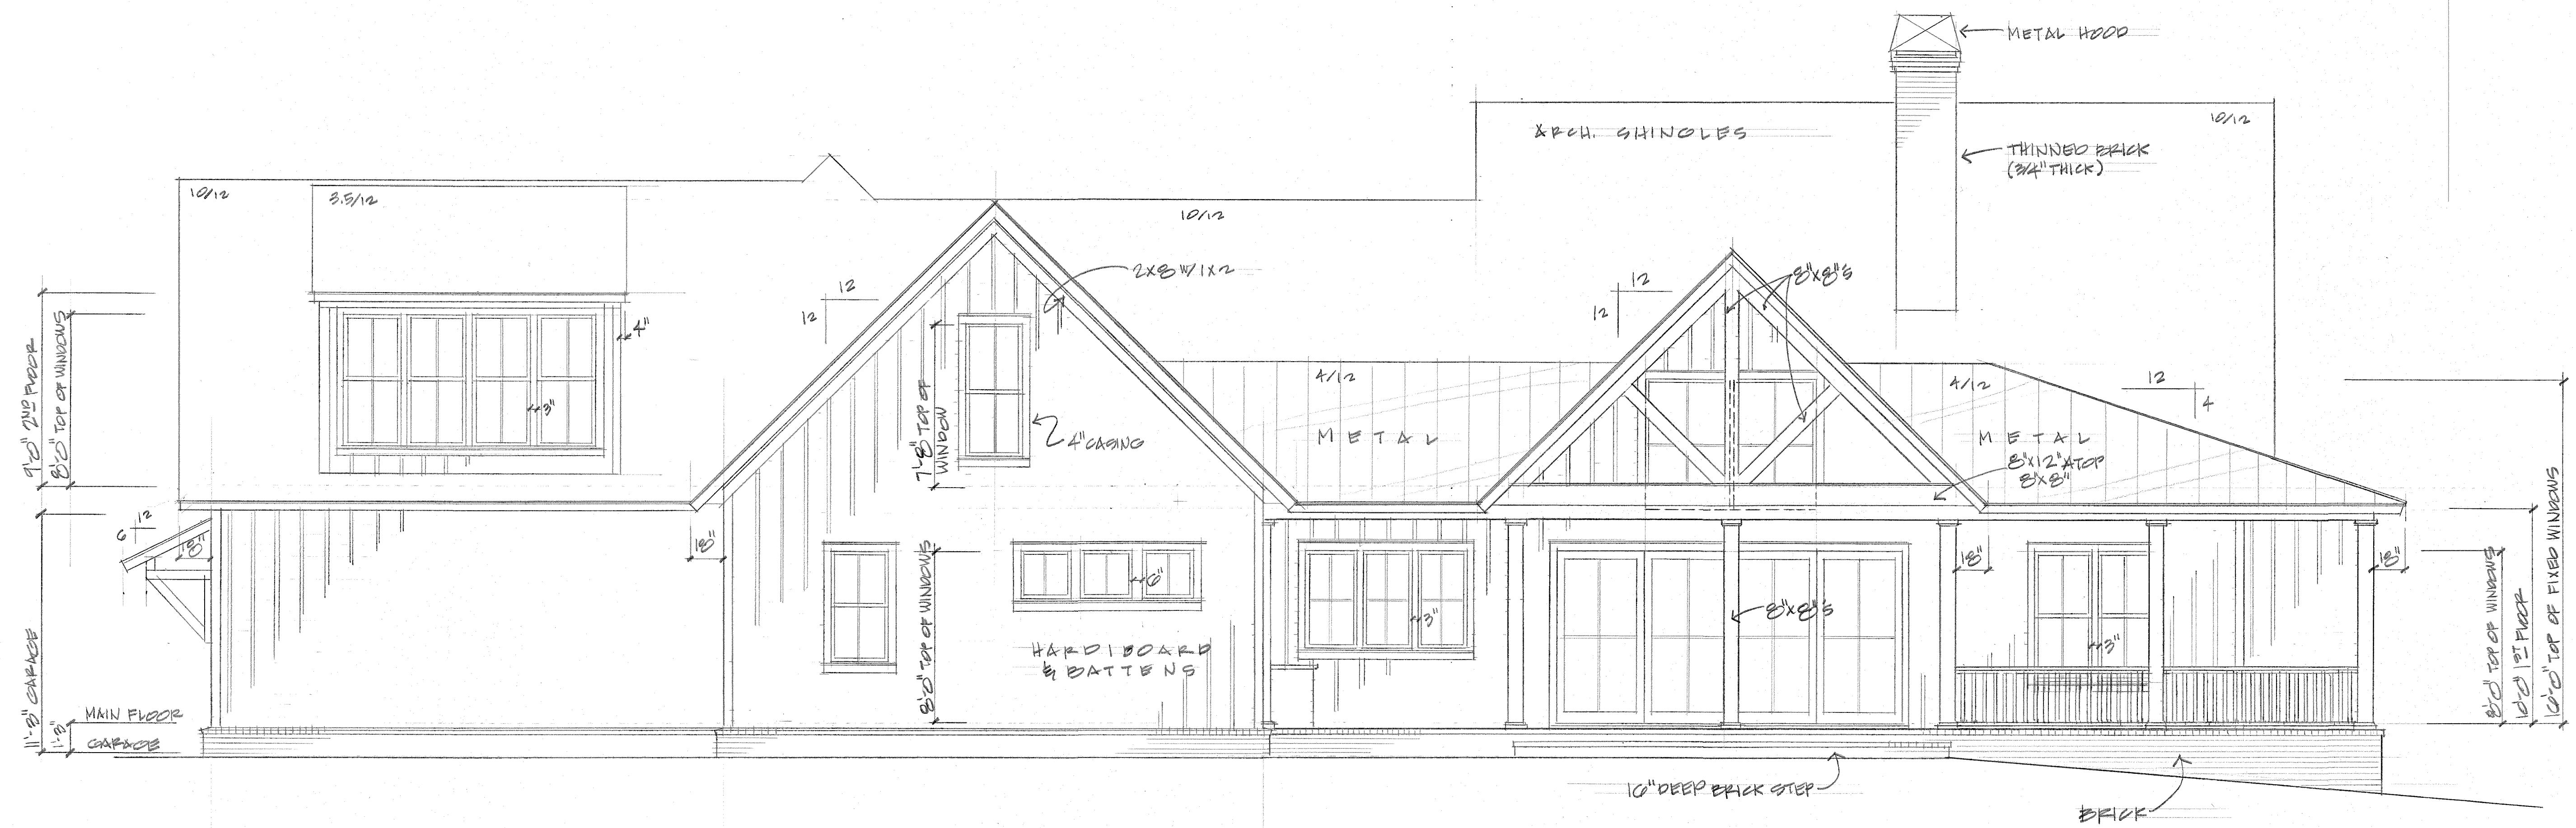 METAL HOOD
ARCH. SHINGLES
10/12
THINNED BRICK
(3/4" THICK)
10/12
3.5/12
10/12
2X8 W/ 1X2
12
12
12
12
8"X8"S
4"
9'-0" 2ND FLOOR
8'-0" TOP OF WINDOWS
3"
7'-8" TOP OF
WINDOW
4" CASING
4/12
METAL
4/12
12
4
METAL
8"X12" ATOP
8"X8"
12
6
18"
18"
8'-0" TOP OF WINDOWS
6"
3"
8"X8"S
18"
3"
18"
HARDIBOARD
& BATTENS
11'-3" GARAGE
1'-3"
MAIN FLOOR
GARAGE
8'-0" TOP OF WINDOWS
10'-0" 1ST FLOOR
16'-0" TOP OF FIXED WINDOWS
16" DEEP BRICK STEP
BRICK